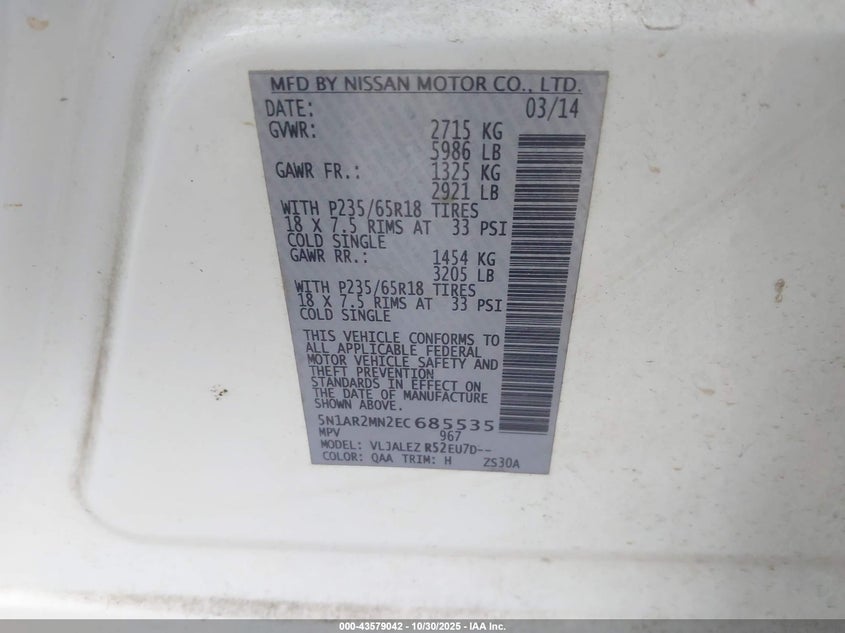 MFD BY NISSAN MOTOR CO., LTD.
DATE: 03/14
GVWR: 2715 KG
5986 LB
GAWR FR.: 1325 KG
2921 LB
WITH P235/65R18 TIRES
18 X 7.5 RIMS AT 33 PSI
COLD SINGLE
GAWR RR.: 1454 KG
3205 LB
WITH P235/65R18 TIRES
18 X 7.5 RIMS AT 33 PSI
COLD SINGLE
THIS VEHICLE CONFORMS TO
ALL APPLICABLE FEDERAL
MOTOR VEHICLE SAFETY AND
THEFT PREVENTION
STANDARDS IN EFFECT ON
THE DATE OF MANUFACTURE
SHOWN ABOVE.
5N1AR2MN2EC685535
MPV 967
MODEL: VLJALEZ R52EU7D--
COLOR: QAA TRIM: H ZS30A
000-43579042 - 10/30/2025 - IAA Inc.